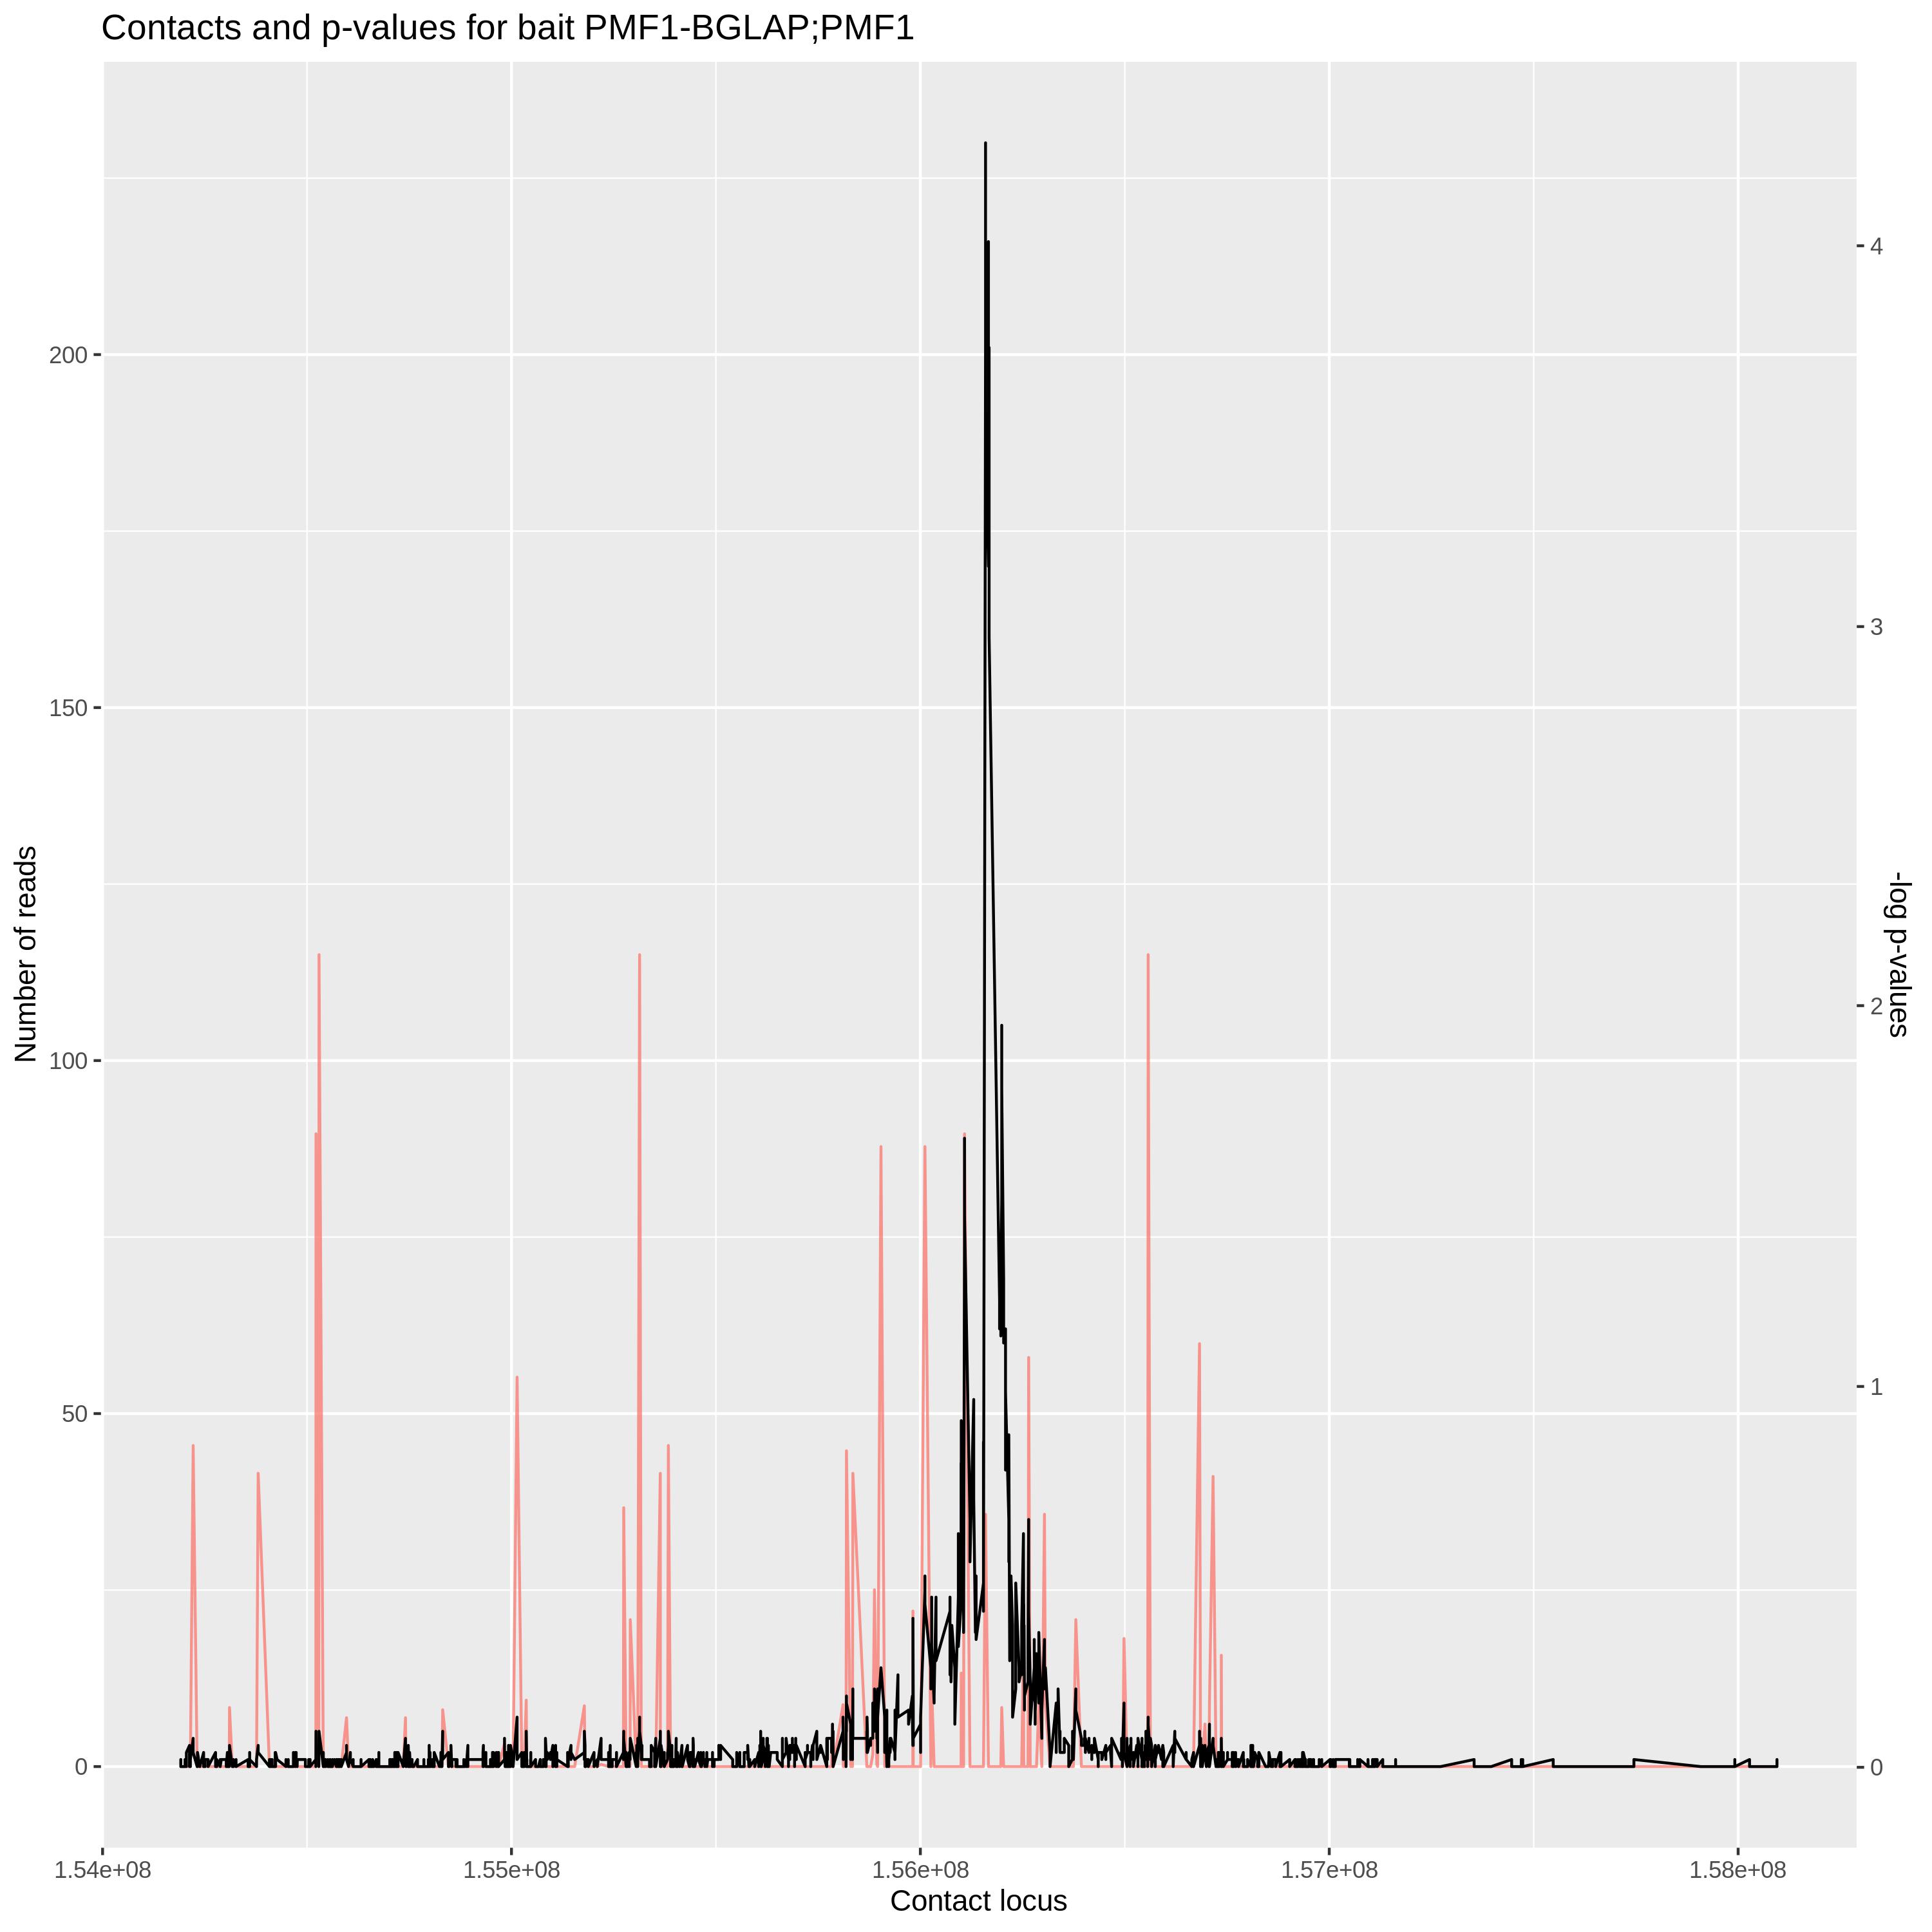 Contacts and p-values for bait PMF1-BGLAP;PMF1
Number of reads
200
150
100
50
0
4
3
2
1
0
-log p-values
1.54e+08
1.55e+08
1.56e+08
1.57e+08
1.58e+08
Contact locus